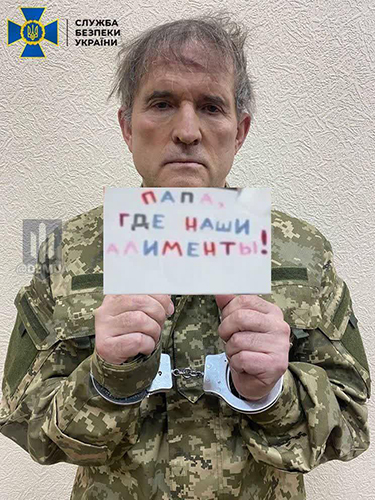 СЛУЖБА
БЕЗПЕКИ
УКРАЇНИ
ПАПА,
ГДЕ НАШИ
АЛИМЕНТЫ!